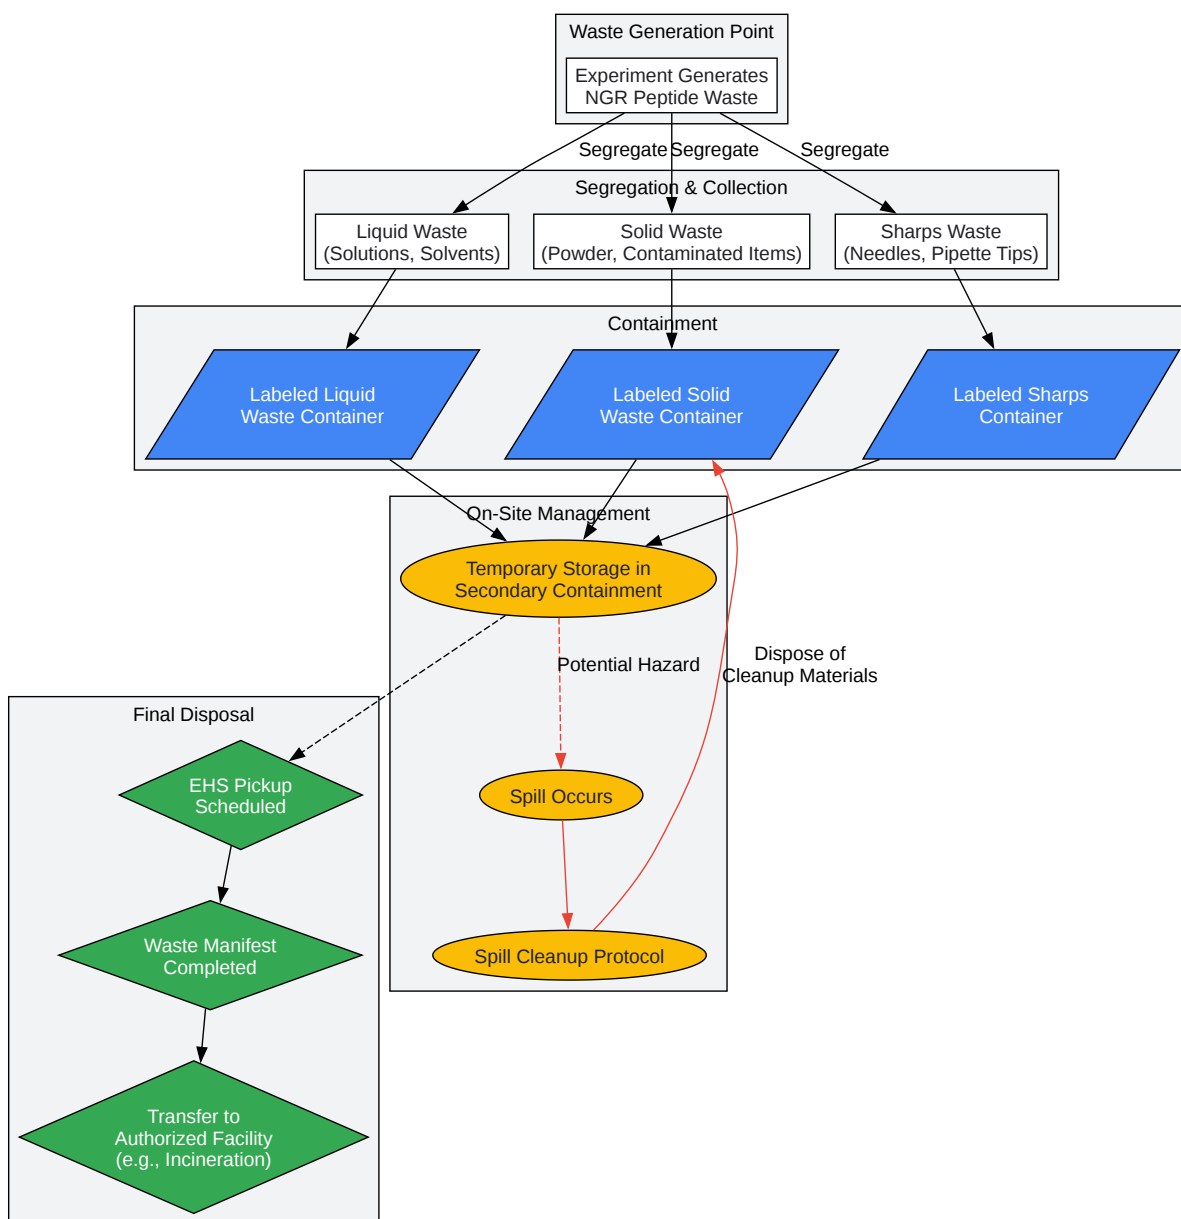 Waste Generation Point
Experiment Generates
NGR Peptide Waste
Segregate
Segregate
Segregate
Segregation & Collection
Liquid Waste
(Solutions, Solvents)
Solid Waste
(Powder, Contaminated Items)
Sharps Waste
(Needles, Pipette Tips)
Containment
Labeled Liquid
Waste Container
Labeled Solid
Waste Container
Labeled Sharps
Container
On-Site Management
Temporary Storage in
Secondary Containment
Potential Hazard
Dispose of
Cleanup Materials
Spill Occurs
Spill Cleanup Protocol
Final Disposal
EHS Pickup
Scheduled
Waste Manifest
Completed
Transfer to
Authorized Facility
(e.g., Incineration)